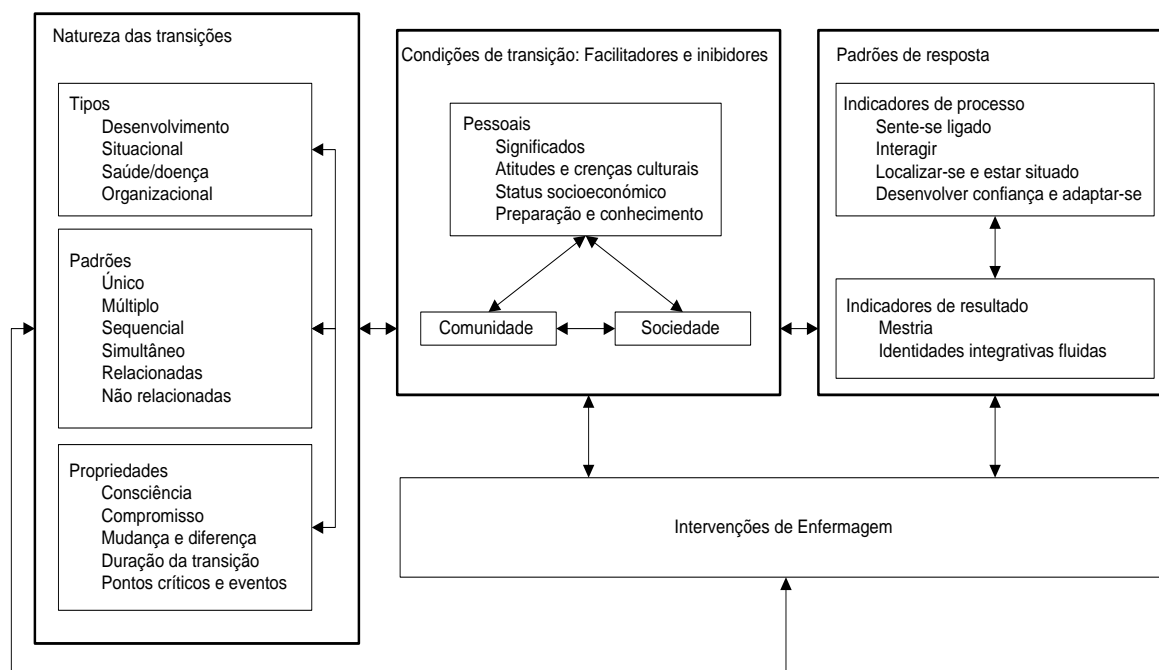 Natureza das transições
Tipos
Desenvolvimento
Situacional
Saúde/doença
Organizacional
Padrões
Único
Múltiplo
Sequencial
Simultâneo
Relacionadas
Não relacionadas
Propriedades
Consciência
Compromisso
Mudança e diferença
Duração da transição
Pontos críticos e eventos
Condições de transição: Facilitadores e inibidores
Pessoais
Significados
Atitudes e crenças culturais
Status socioeconómico
Preparação e conhecimento
Comunidade
Sociedade
Padrões de resposta
Indicadores de processo
Sente-se ligado
Interagir
Localizar-se e estar situado
Desenvolver confiança e adaptar-se
Indicadores de resultado
Mestria
Identidades integrativas fluidas
Intervenções de Enfermagem